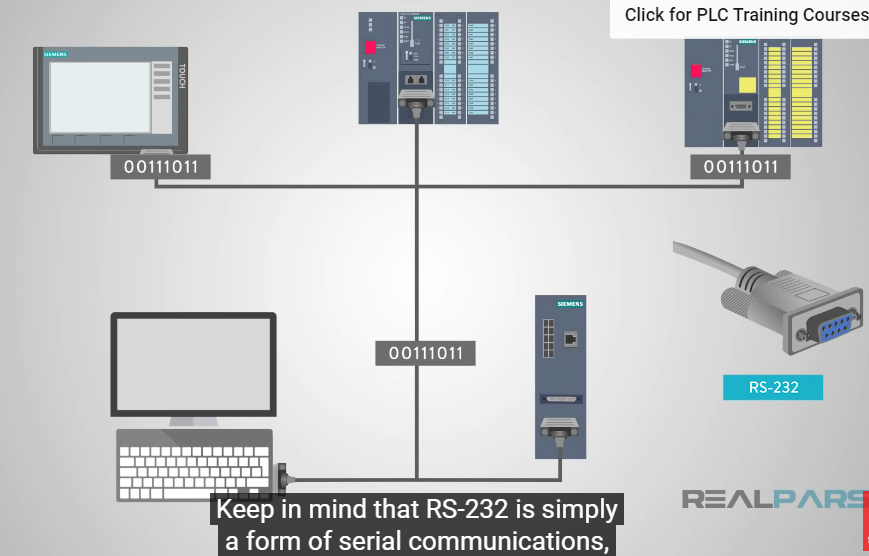 Click for PLC Training Courses
SIEMENS
SIEMENS
SIEMENS
TOUCH
00111011
00111011
SIEMENS
00111011
RS-232
REALPARS
Keep in mind that RS-232 is simply
a form of serial communications,